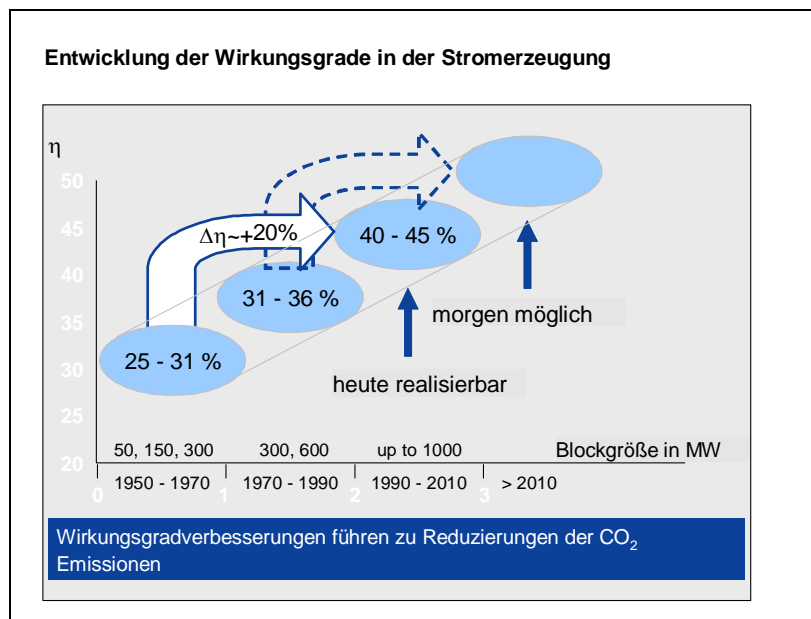 Entwicklung der Wirkungsgrade in der Stromerzeugung
η
50
45
40
35
30
25
20
Δη~+20%
40 - 45 %
31 - 36 %
25 - 31 %
morgen möglich
heute realisierbar
50, 150, 300 300, 600 up to 1000 Blockgröße in MW
0 1 2 3
1950 - 1970 1970 - 1990 1990 - 2010 > 2010
Wirkungsgradverbesserungen führen zu Reduzierungen der CO₂
Emissionen